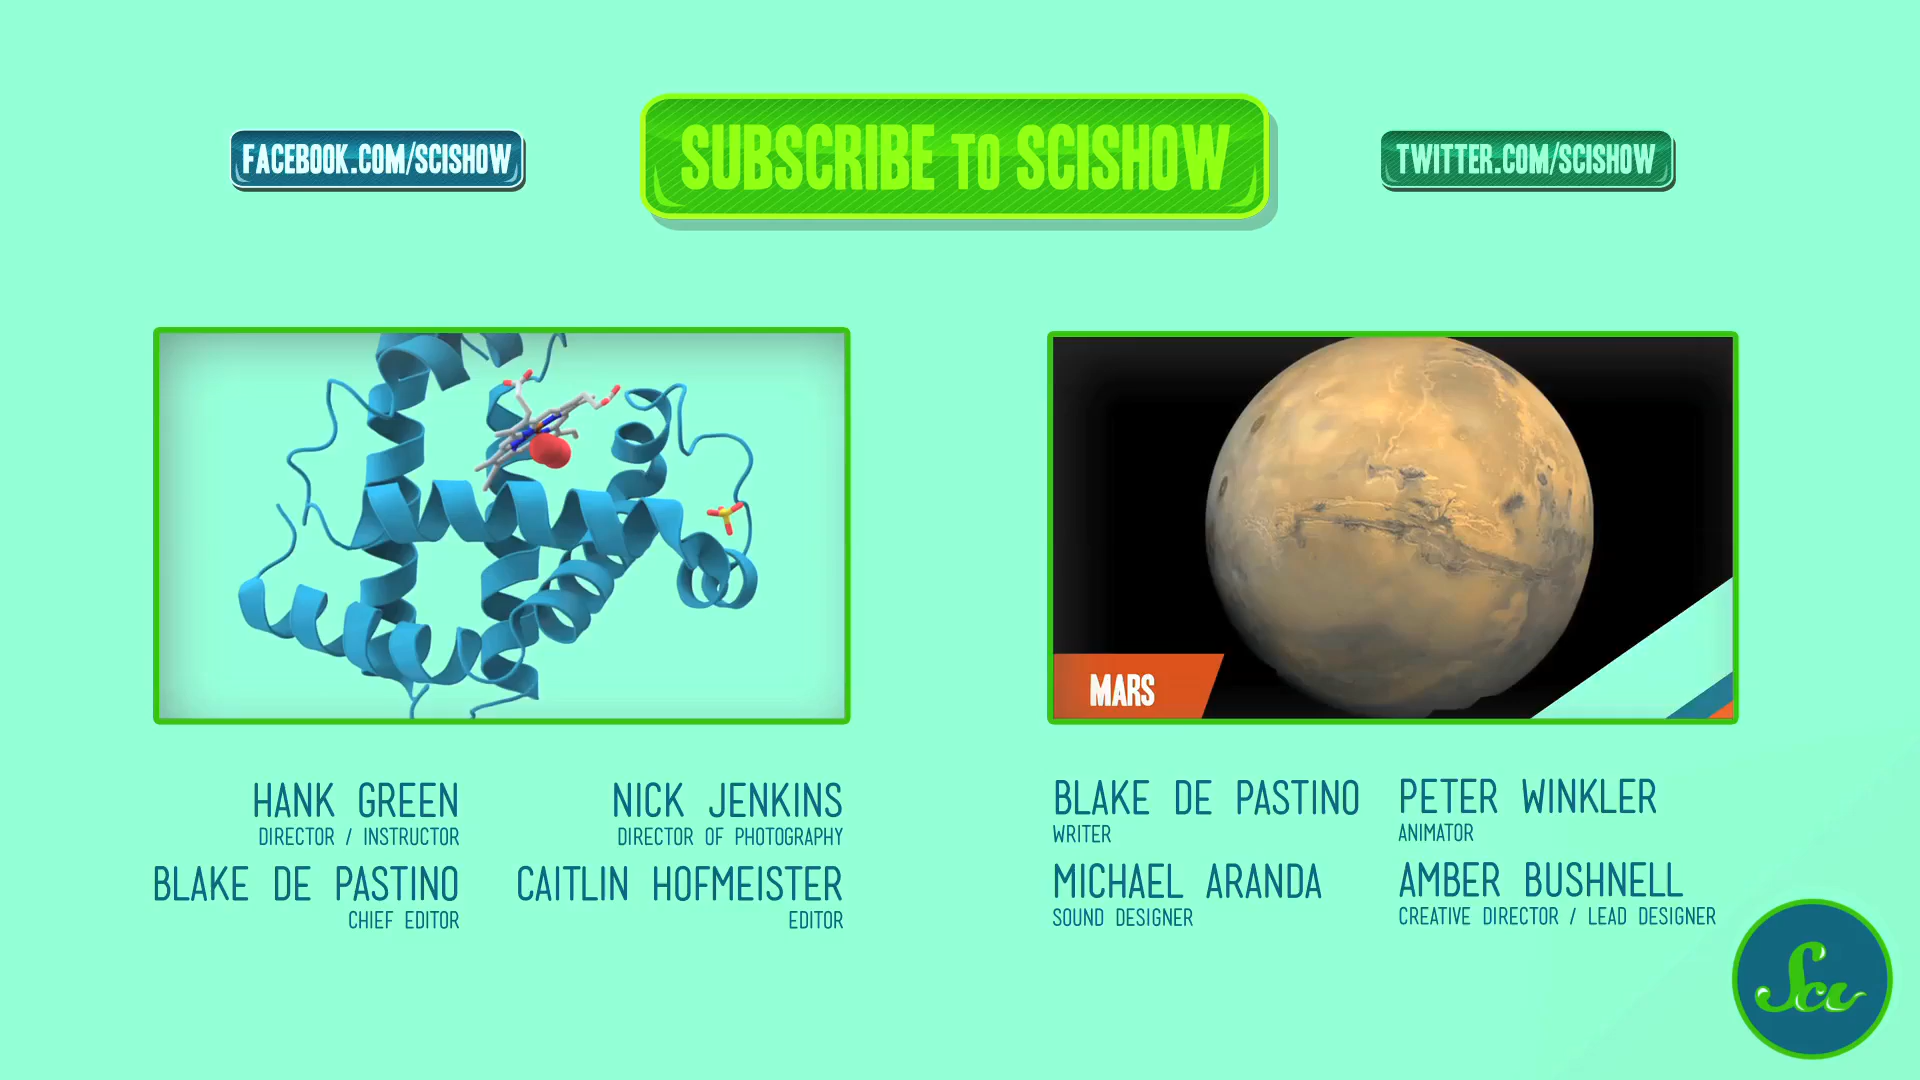 FACEBOOK.COM/SCISHOW
SUBSCRIBE TO SCISHOW
TWITTER.COM/SCISHOW
MARS
HANK GREEN
DIRECTOR / INSTRUCTOR
NICK JENKINS
DIRECTOR OF PHOTOGRAPHY
BLAKE DE PASTINO
CHIEF EDITOR
CAITLIN HOFMEISTER
EDITOR
BLAKE DE PASTINO
WRITER
PETER WINKLER
ANIMATOR
MICHAEL ARANDA
SOUND DESIGNER
AMBER BUSHNELL
CREATIVE DIRECTOR / LEAD DESIGNER
Sci